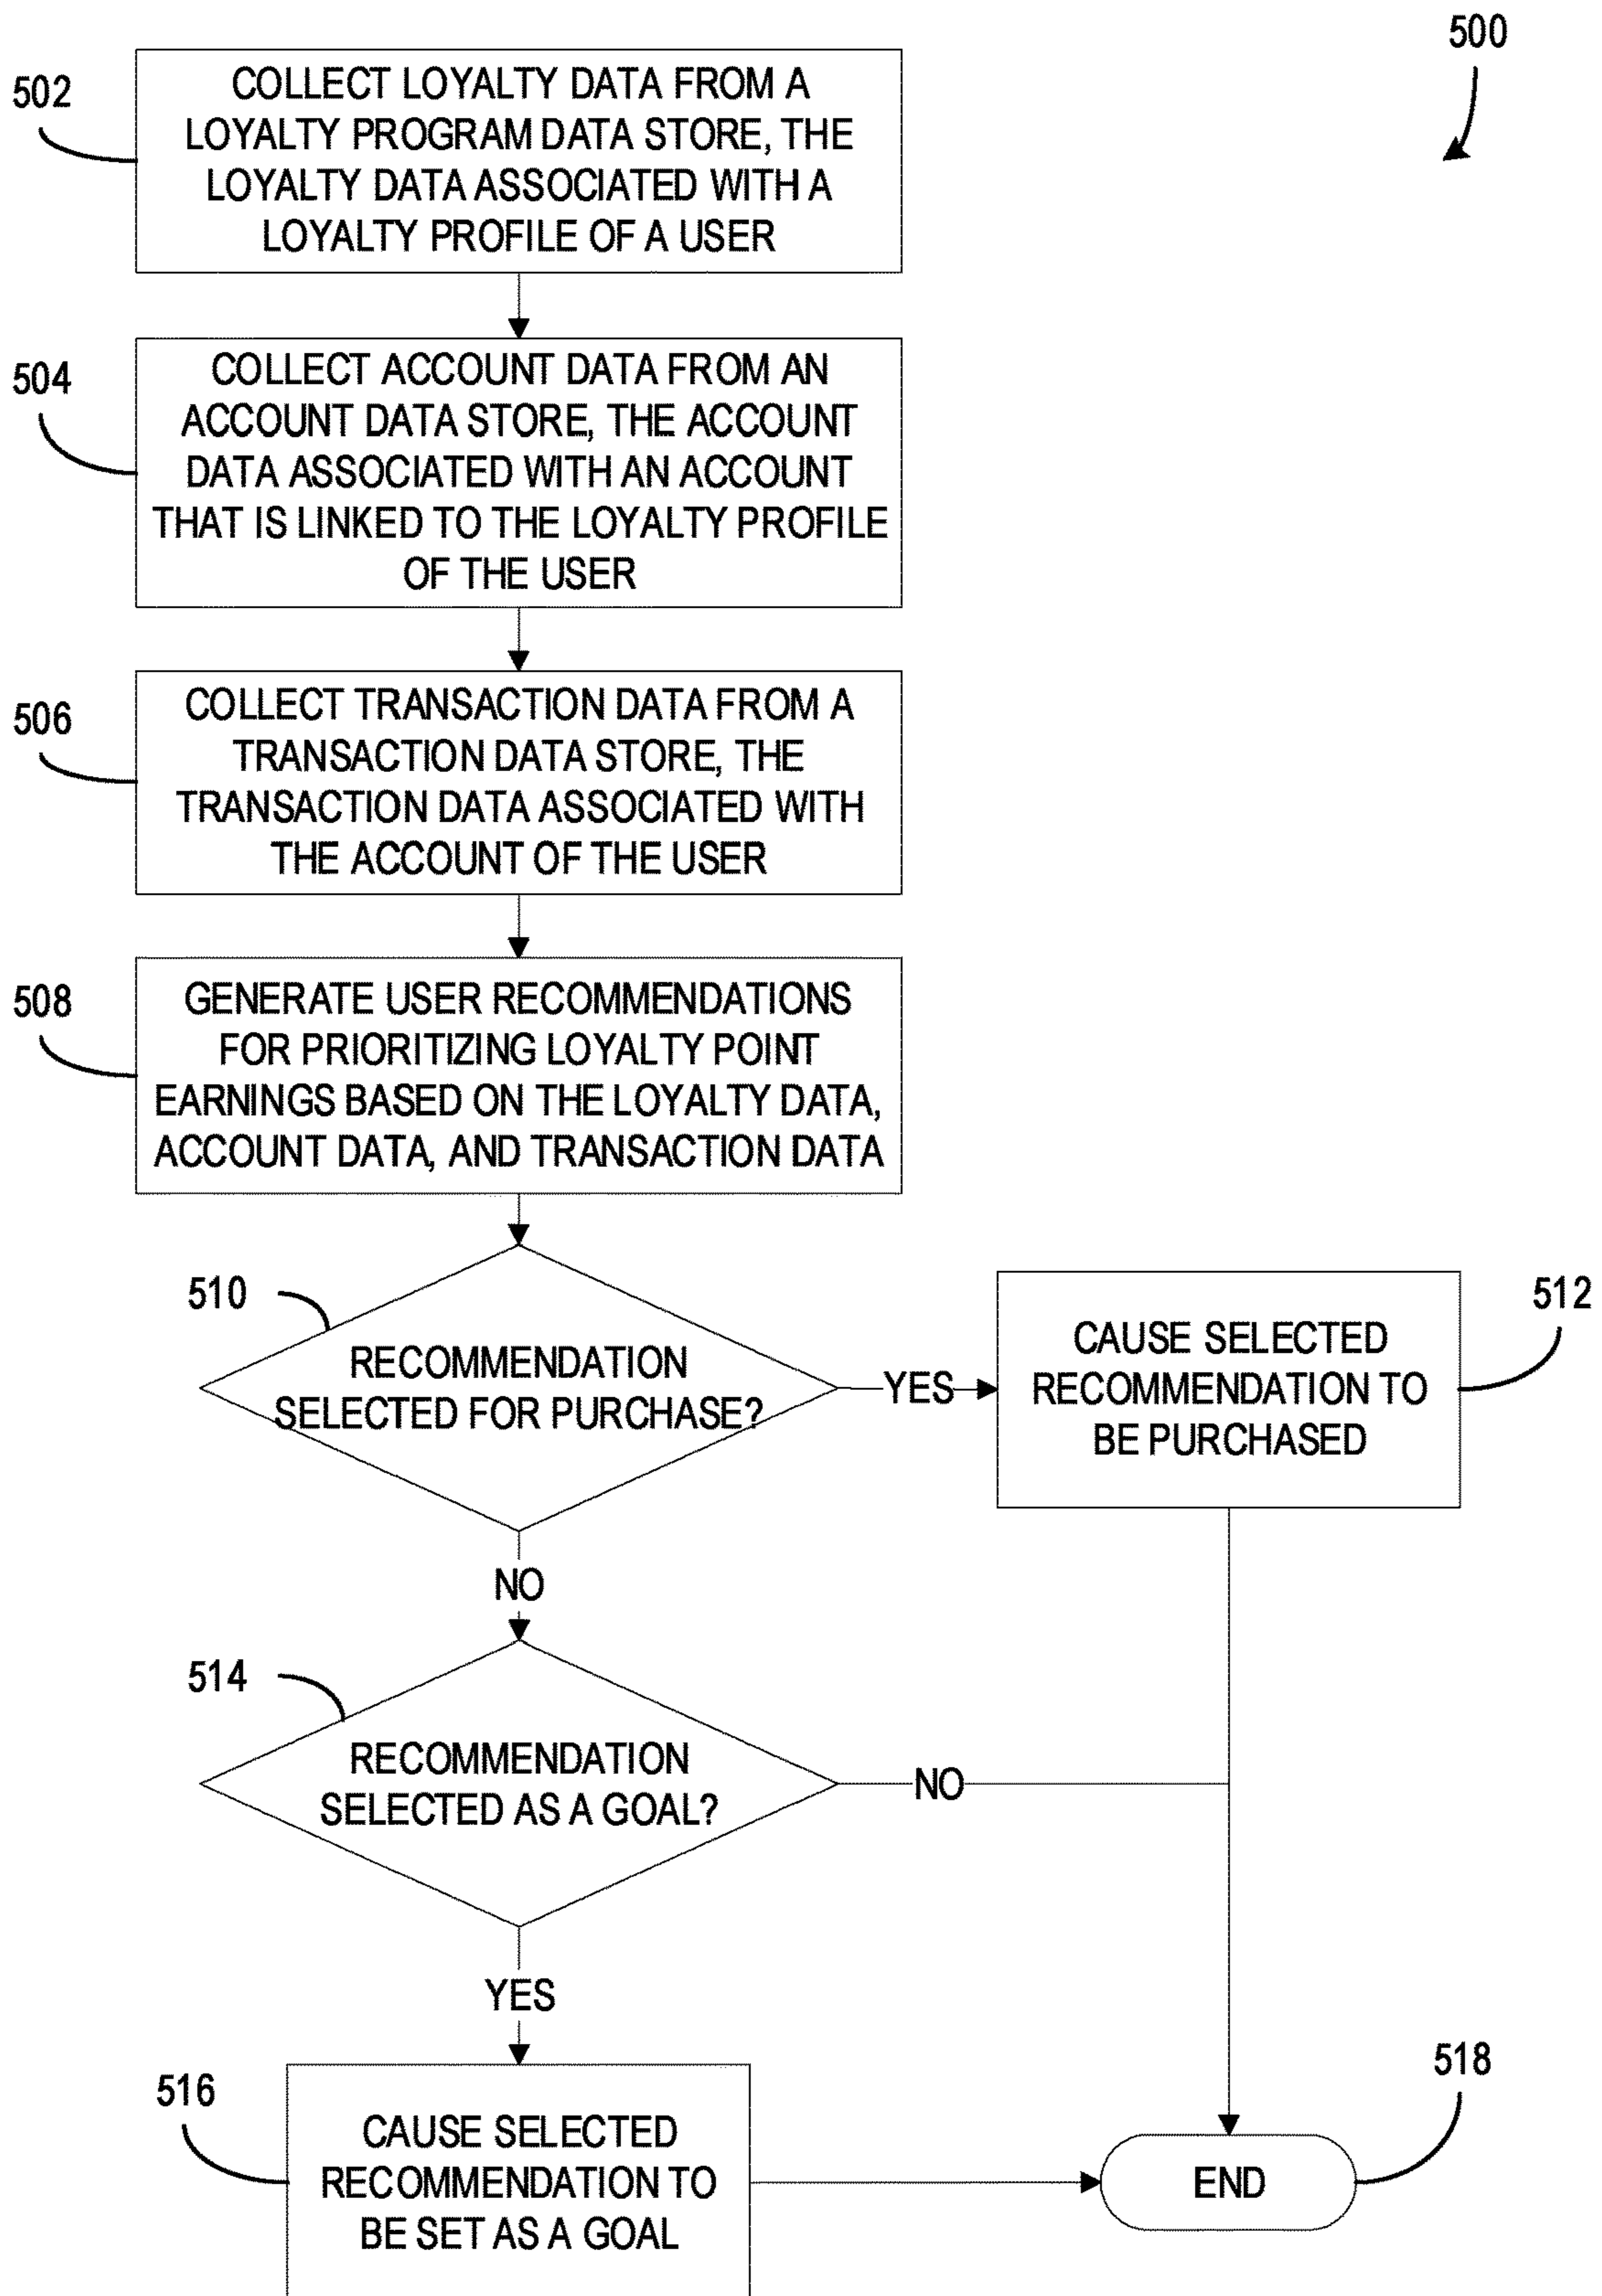 500
502
COLLECT LOYALTY DATA FROM A
LOYALTY PROGRAM DATA STORE, THE
LOYALTY DATA ASSOCIATED WITH A
LOYALTY PROFILE OF A USER
504
COLLECT ACCOUNT DATA FROM AN
ACCOUNT DATA STORE, THE ACCOUNT
DATA ASSOCIATED WITH AN ACCOUNT
THAT IS LINKED TO THE LOYALTY PROFILE
OF THE USER
506
COLLECT TRANSACTION DATA FROM A
TRANSACTION DATA STORE, THE
TRANSACTION DATA ASSOCIATED WITH
THE ACCOUNT OF THE USER
508
GENERATE USER RECOMMENDATIONS
FOR PRIORITIZING LOYALTY POINT
EARNINGS BASED ON THE LOYALTY DATA,
ACCOUNT DATA, AND TRANSACTION DATA
510
RECOMMENDATION
SELECTED FOR PURCHASE?
YES
512
CAUSE SELECTED
RECOMMENDATION TO
BE PURCHASED
NO
514
RECOMMENDATION
SELECTED AS A GOAL?
NO
YES
516
CAUSE SELECTED
RECOMMENDATION TO
BE SET AS A GOAL
518
END